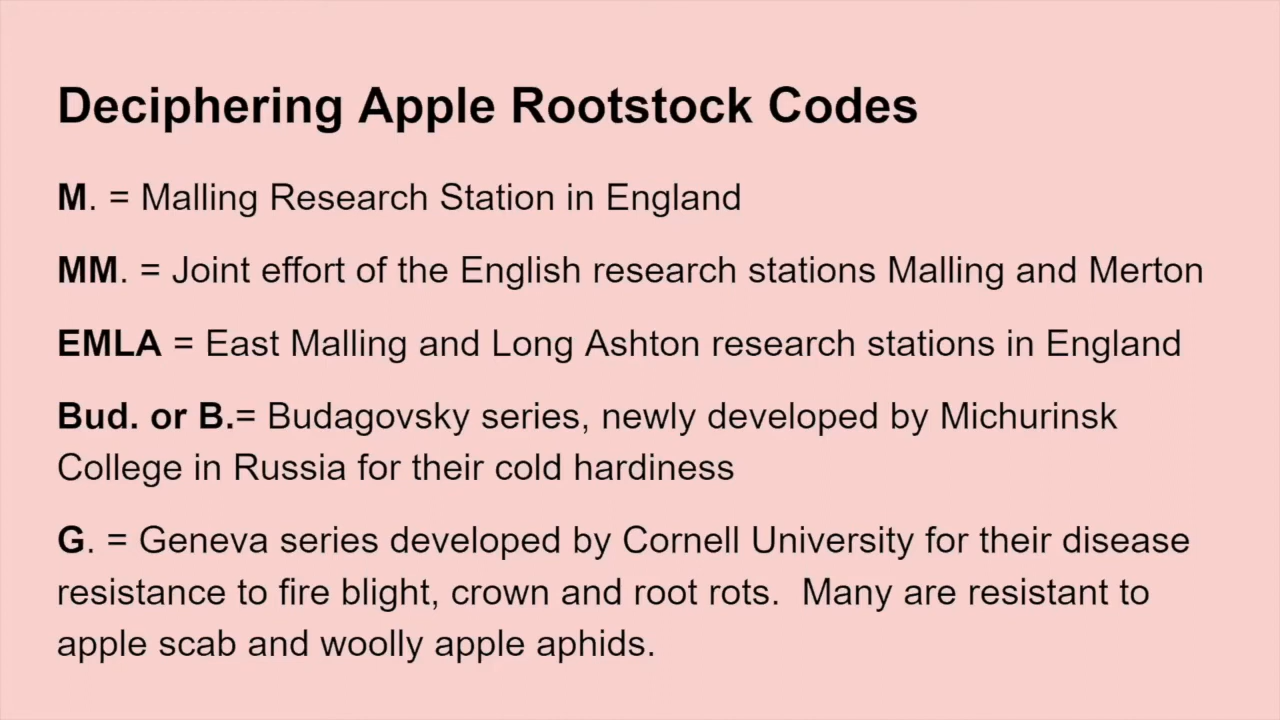 Deciphering Apple Rootstock Codes
M. = Malling Research Station in England
MM. = Joint effort of the English research stations Malling and Merton
EMLA = East Malling and Long Ashton research stations in England
Bud. or B.= Budagovsky series, newly developed by Michurinsk
College in Russia for their cold hardiness
G. = Geneva series developed by Cornell University for their disease
resistance to fire blight, crown and root rots.  Many are resistant to
apple scab and woolly apple aphids.